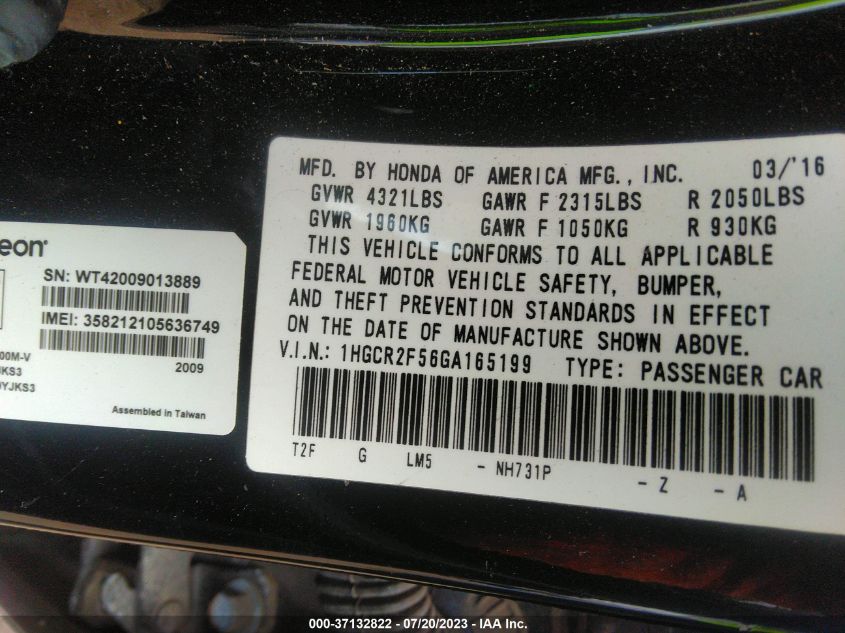 MFD. BY HONDA OF AMERICA MFG., INC. 03/'16
GVWR 4321LBS GAWR F 2315LBS R 2050LBS
GVWR 1960KG GAWR F 1050KG R 930KG
THIS VEHICLE CONFORMS TO ALL APPLICABLE
FEDERAL MOTOR VEHICLE SAFETY, BUMPER,
AND THEFT PREVENTION STANDARDS IN EFFECT
ON THE DATE OF MANUFACTURE SHOWN ABOVE.
V.I.N.: 1HGCR2F56GA165199 TYPE: PASSENGER CAR
T2F G LM5 - NH731P - Z - A
eon
SN: WT42009013889
IMEI: 358212105636749
00M-V
JKS3
YJKS3
2009
Assembled in Taiwan
000-37132822 - 07/20/2023 - IAA Inc.